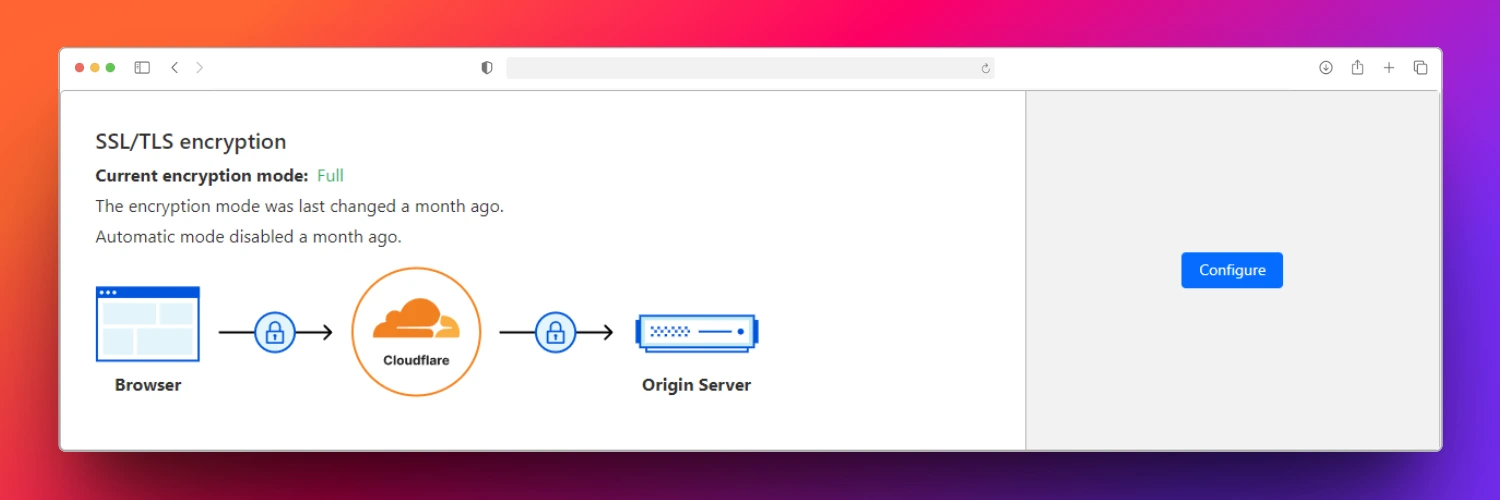 SSL/TLS encryption
Current encryption mode: Full
The encryption mode was last changed a month ago.
Automatic mode disabled a month ago.
Configure
Cloudflare
Browser
Origin Server